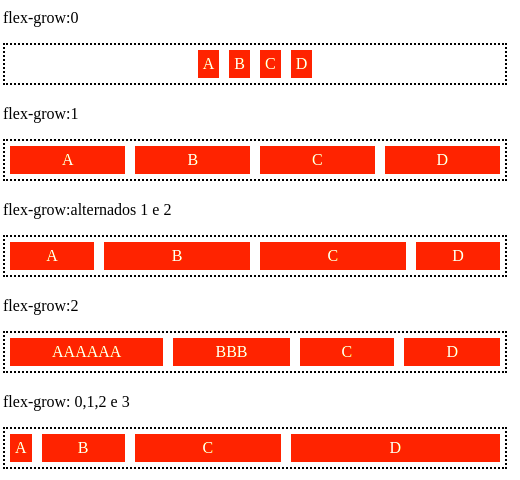 flex-grow:0
A B C D
flex-grow:1
A B C D
flex-grow:alternados 1 e 2
A B C D
flex-grow:2
AAAAAA BBB C D
flex-grow: 0,1,2 e 3
A B C D